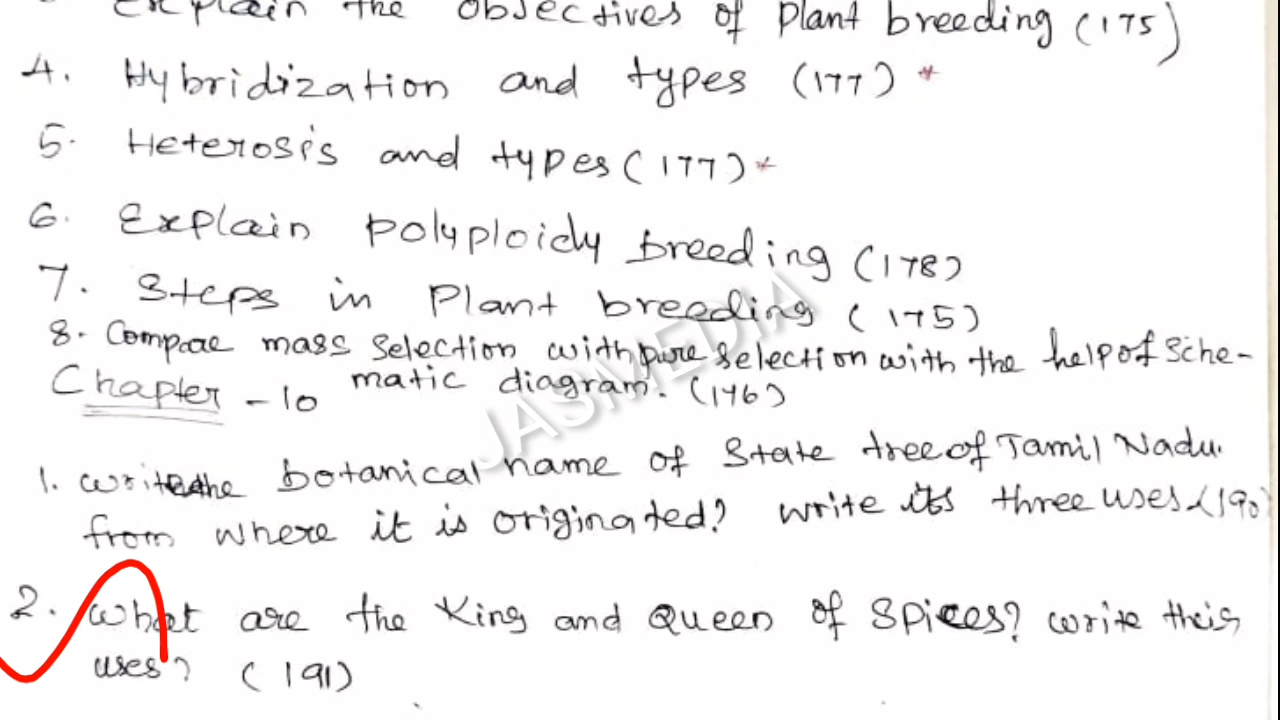 Explain the objectives of plant breeding (175)
4. Hybridization and types (177) *
5. Heterosis and types (177) *
6. Explain polyploidy breeding (178)
7. Steps in Plant breeding (175)
8. Compare mass selection with pure selection with the help of sche-
matic diagram. (176)
Chapter - 10
1. write the botanical name of state tree of Tamil Nadu.
from where it is originated? write its three uses (190)
2. What are the King and Queen of Spices? write their
uses? (191)
JASMEDIA